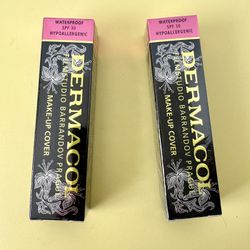 WATERPROOF
SPF 30
HYPOALLERGENIC
DERMACOL
FILMSTUDIO BARRANDOV PRAGUE
MAKE-UP COVER
WATERPROOF
SPF 30
HYPOALLERGENIC
DERMACOL
FILMSTUDIO BARRANDOV PRAGUE
MAKE-UP COVER